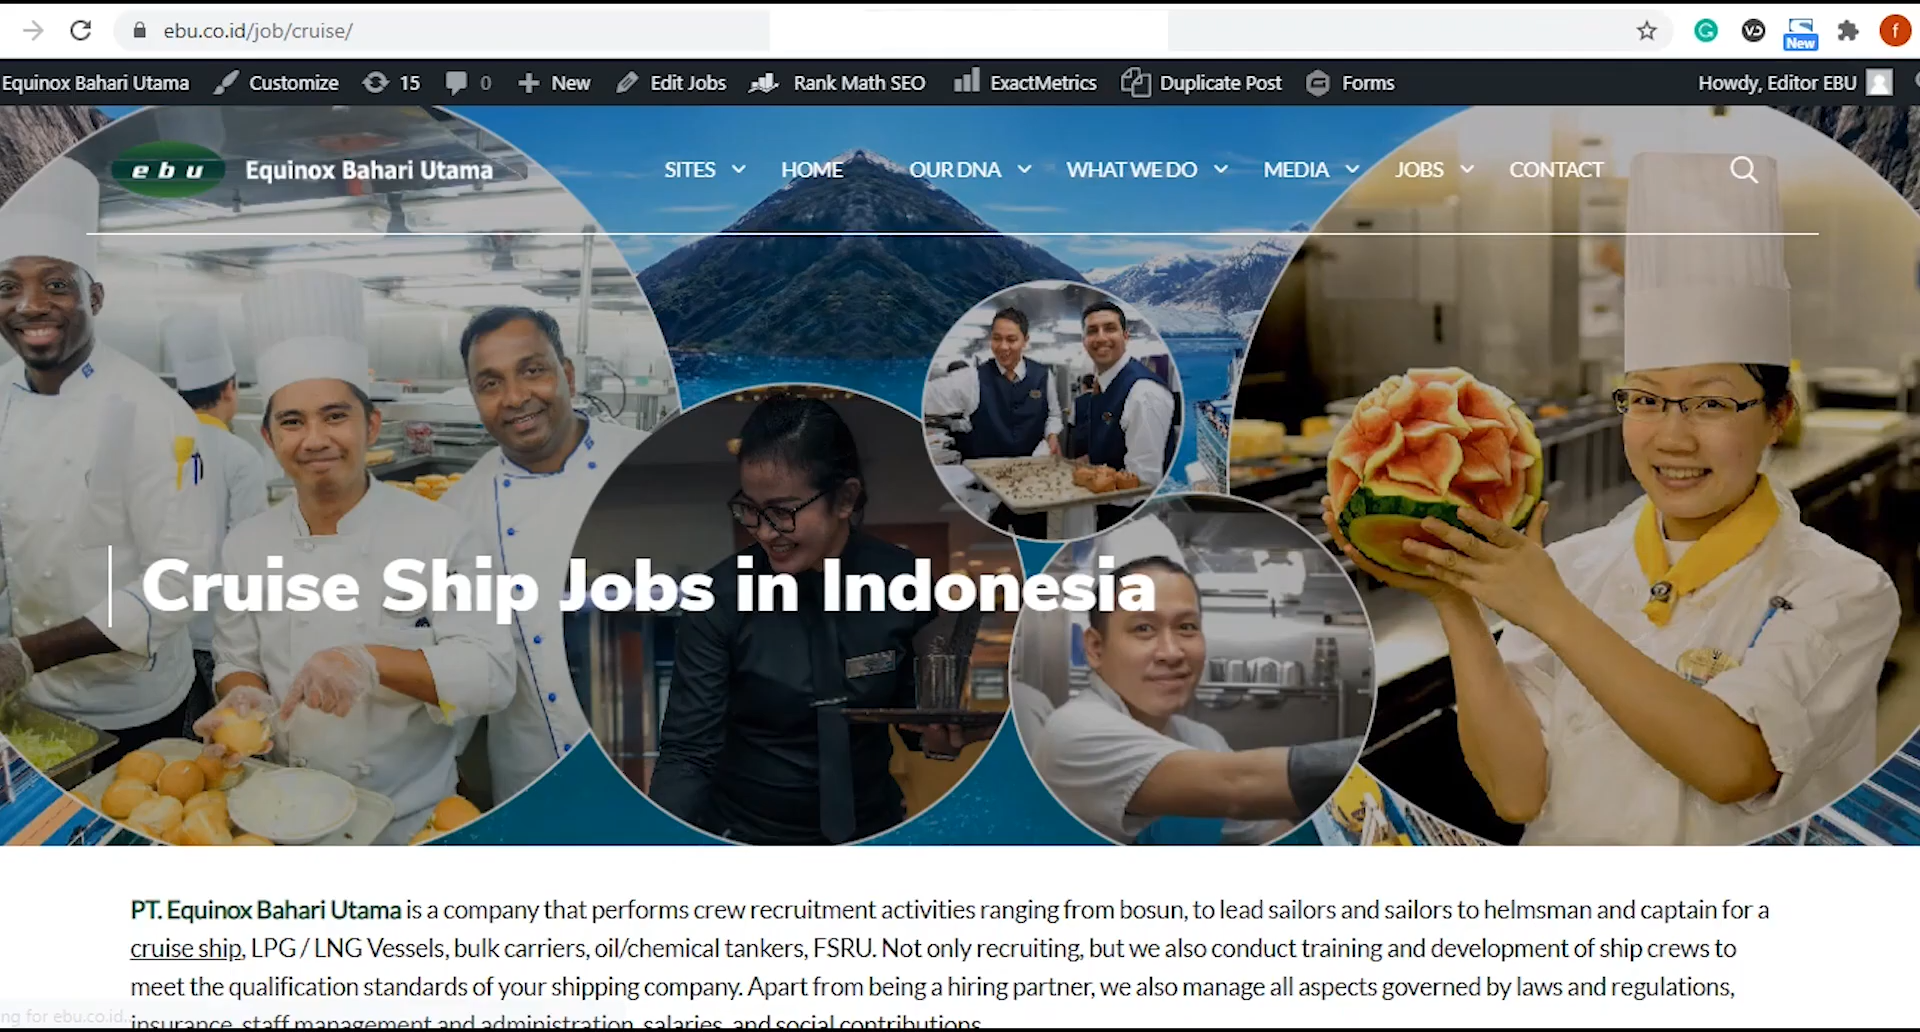 ebu.co.id/job/cruise/
New
f
Equinox Bahari Utama Customize 15 0 New Edit Jobs Rank Math SEO ExactMetrics Duplicate Post Forms Howdy, Editor EBU
ebu Equinox Bahari Utama SITES HOME OUR DNA WHAT WE DO MEDIA JOBS CONTACT
Cruise Ship Jobs in Indonesia
PT. Equinox Bahari Utama is a company that performs crew recruitment activities ranging from bosun, to lead sailors and sailors to helmsman and captain for a
cruise ship, LPG / LNG Vessels, bulk carriers, oil/chemical tankers, FSRU. Not only recruiting, but we also conduct training and development of ship crews to
meet the qualification standards of your shipping company. Apart from being a hiring partner, we also manage all aspects governed by laws and regulations,
insurance, staff management and administration, salaries, and social contributions.
ng for ebu.co.id...